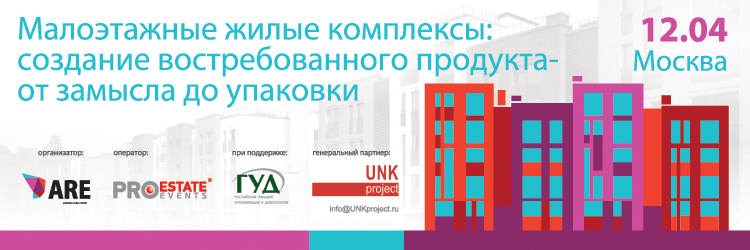 Малоэтажные жилые комплексы:
создание востребованного продукта-
от замысла до упаковки
12.04
Москва
организатор:
оператор:
при поддержке:
генеральный партнер:
ARE
PROESTATE
EVENTS
ГУД
UNK
project
info@UNKproject.ru